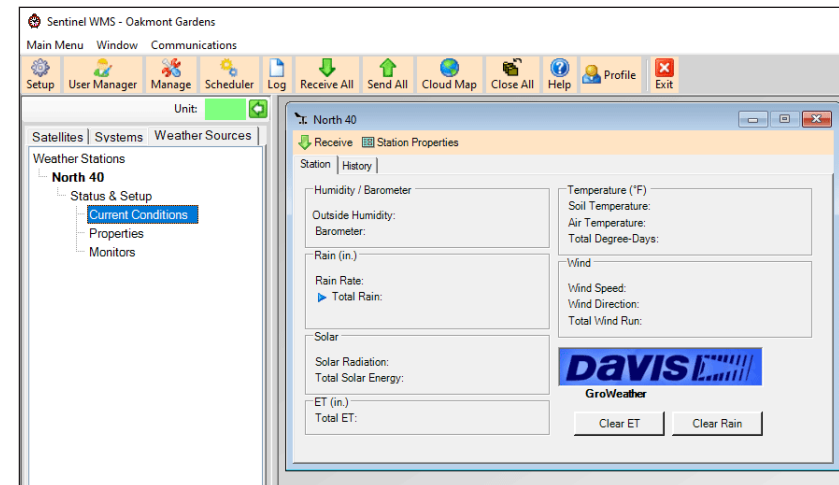 Sentinel WMS - Oakmont Gardens
Main Menu Window Communications
Setup User Manager Manage Scheduler Log Receive All Send All Cloud Map Close All Help Profile Exit
Unit:
Satellites Systems Weather Sources
Weather Stations
North 40
Status & Setup
Current Conditions
Properties
Monitors
North 40
Receive Station Properties
Station History
Humidity / Barometer
Outside Humidity:
Barometer:
Rain (in.)
Rain Rate:
Total Rain:
Solar
Solar Radiation:
Total Solar Energy:
ET (in.)
Total ET:
Temperature (°F)
Soil Temperature:
Air Temperature:
Total Degree-Days:
Wind
Wind Speed:
Wind Direction:
Total Wind Run:
DAVIS
GroWeather
Clear ET Clear Rain